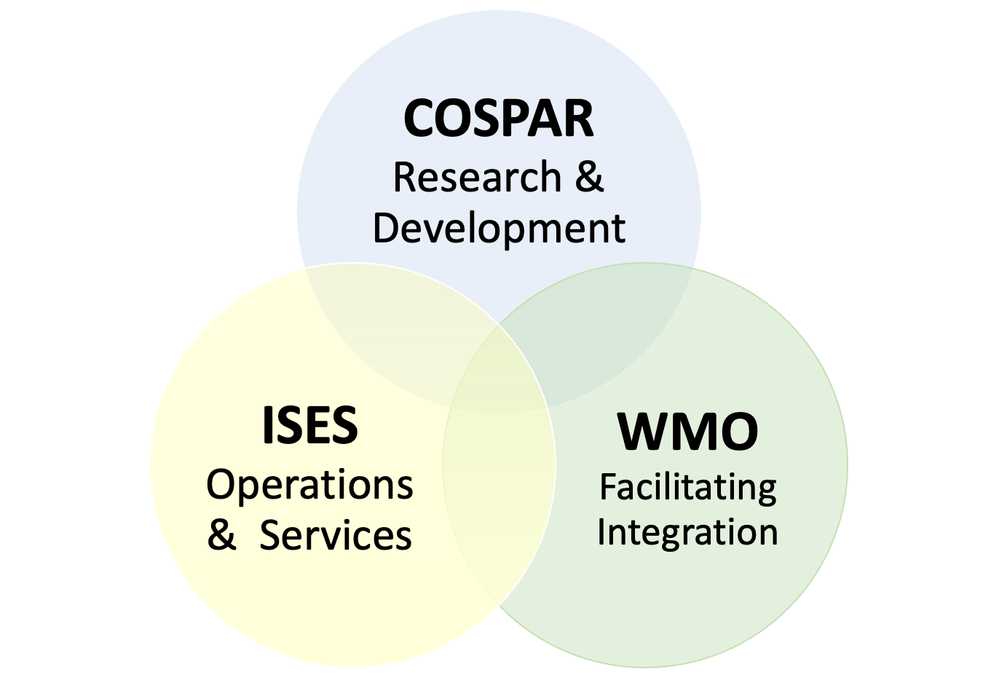 COSPAR
Research &
Development
ISES
Operations
& Services
WMO
Facilitating
Integration